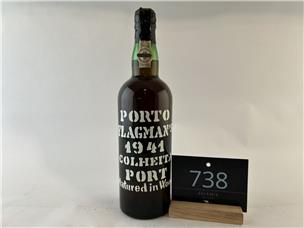 PORTO
FLAGMAN'S
1941
COLHEITA
PORT
Matured in Wood
738